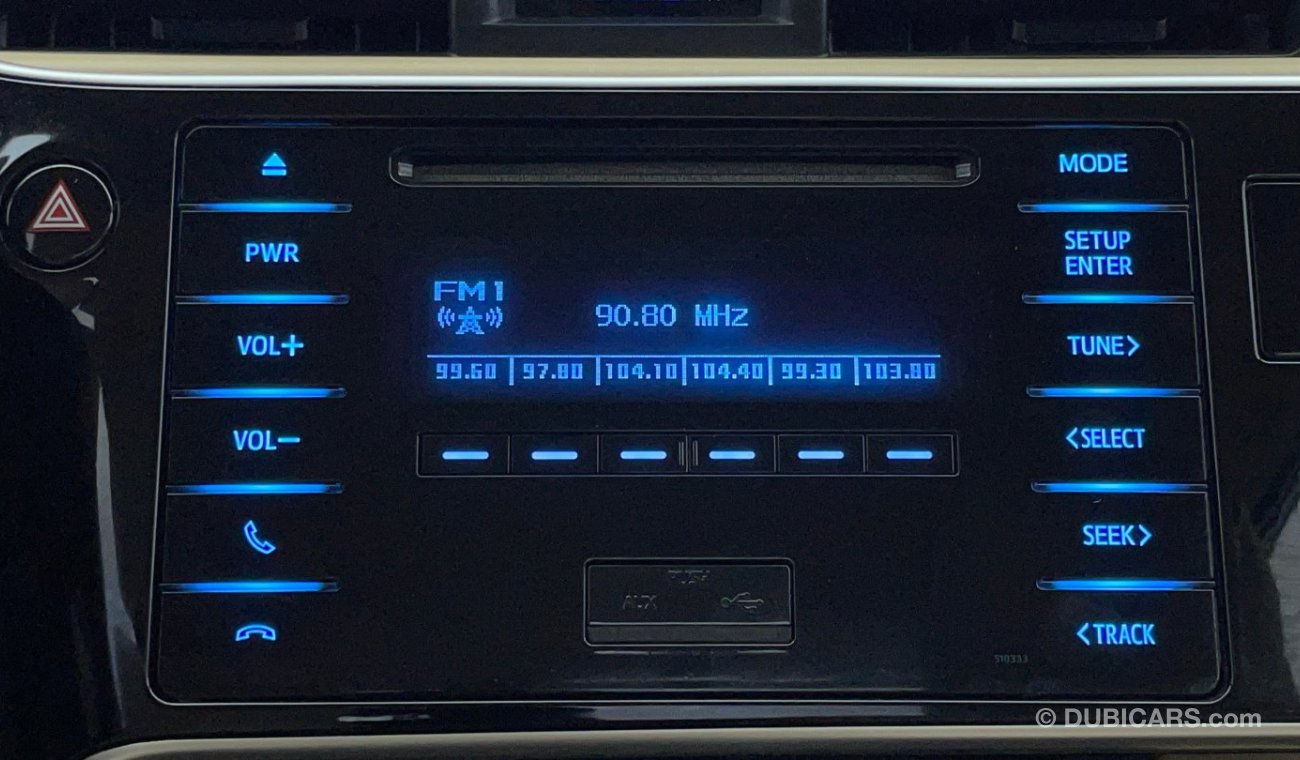 MODE
PWR
SETUP
ENTER
FM1
90.80 MHz
VOL+
TUNE>
99.60 97.80 104.10 104.40 99.30 103.80
VOL-
<SELECT
SEEK>
PUSH
AUX
<TRACK
510333
© DUBICARS.com